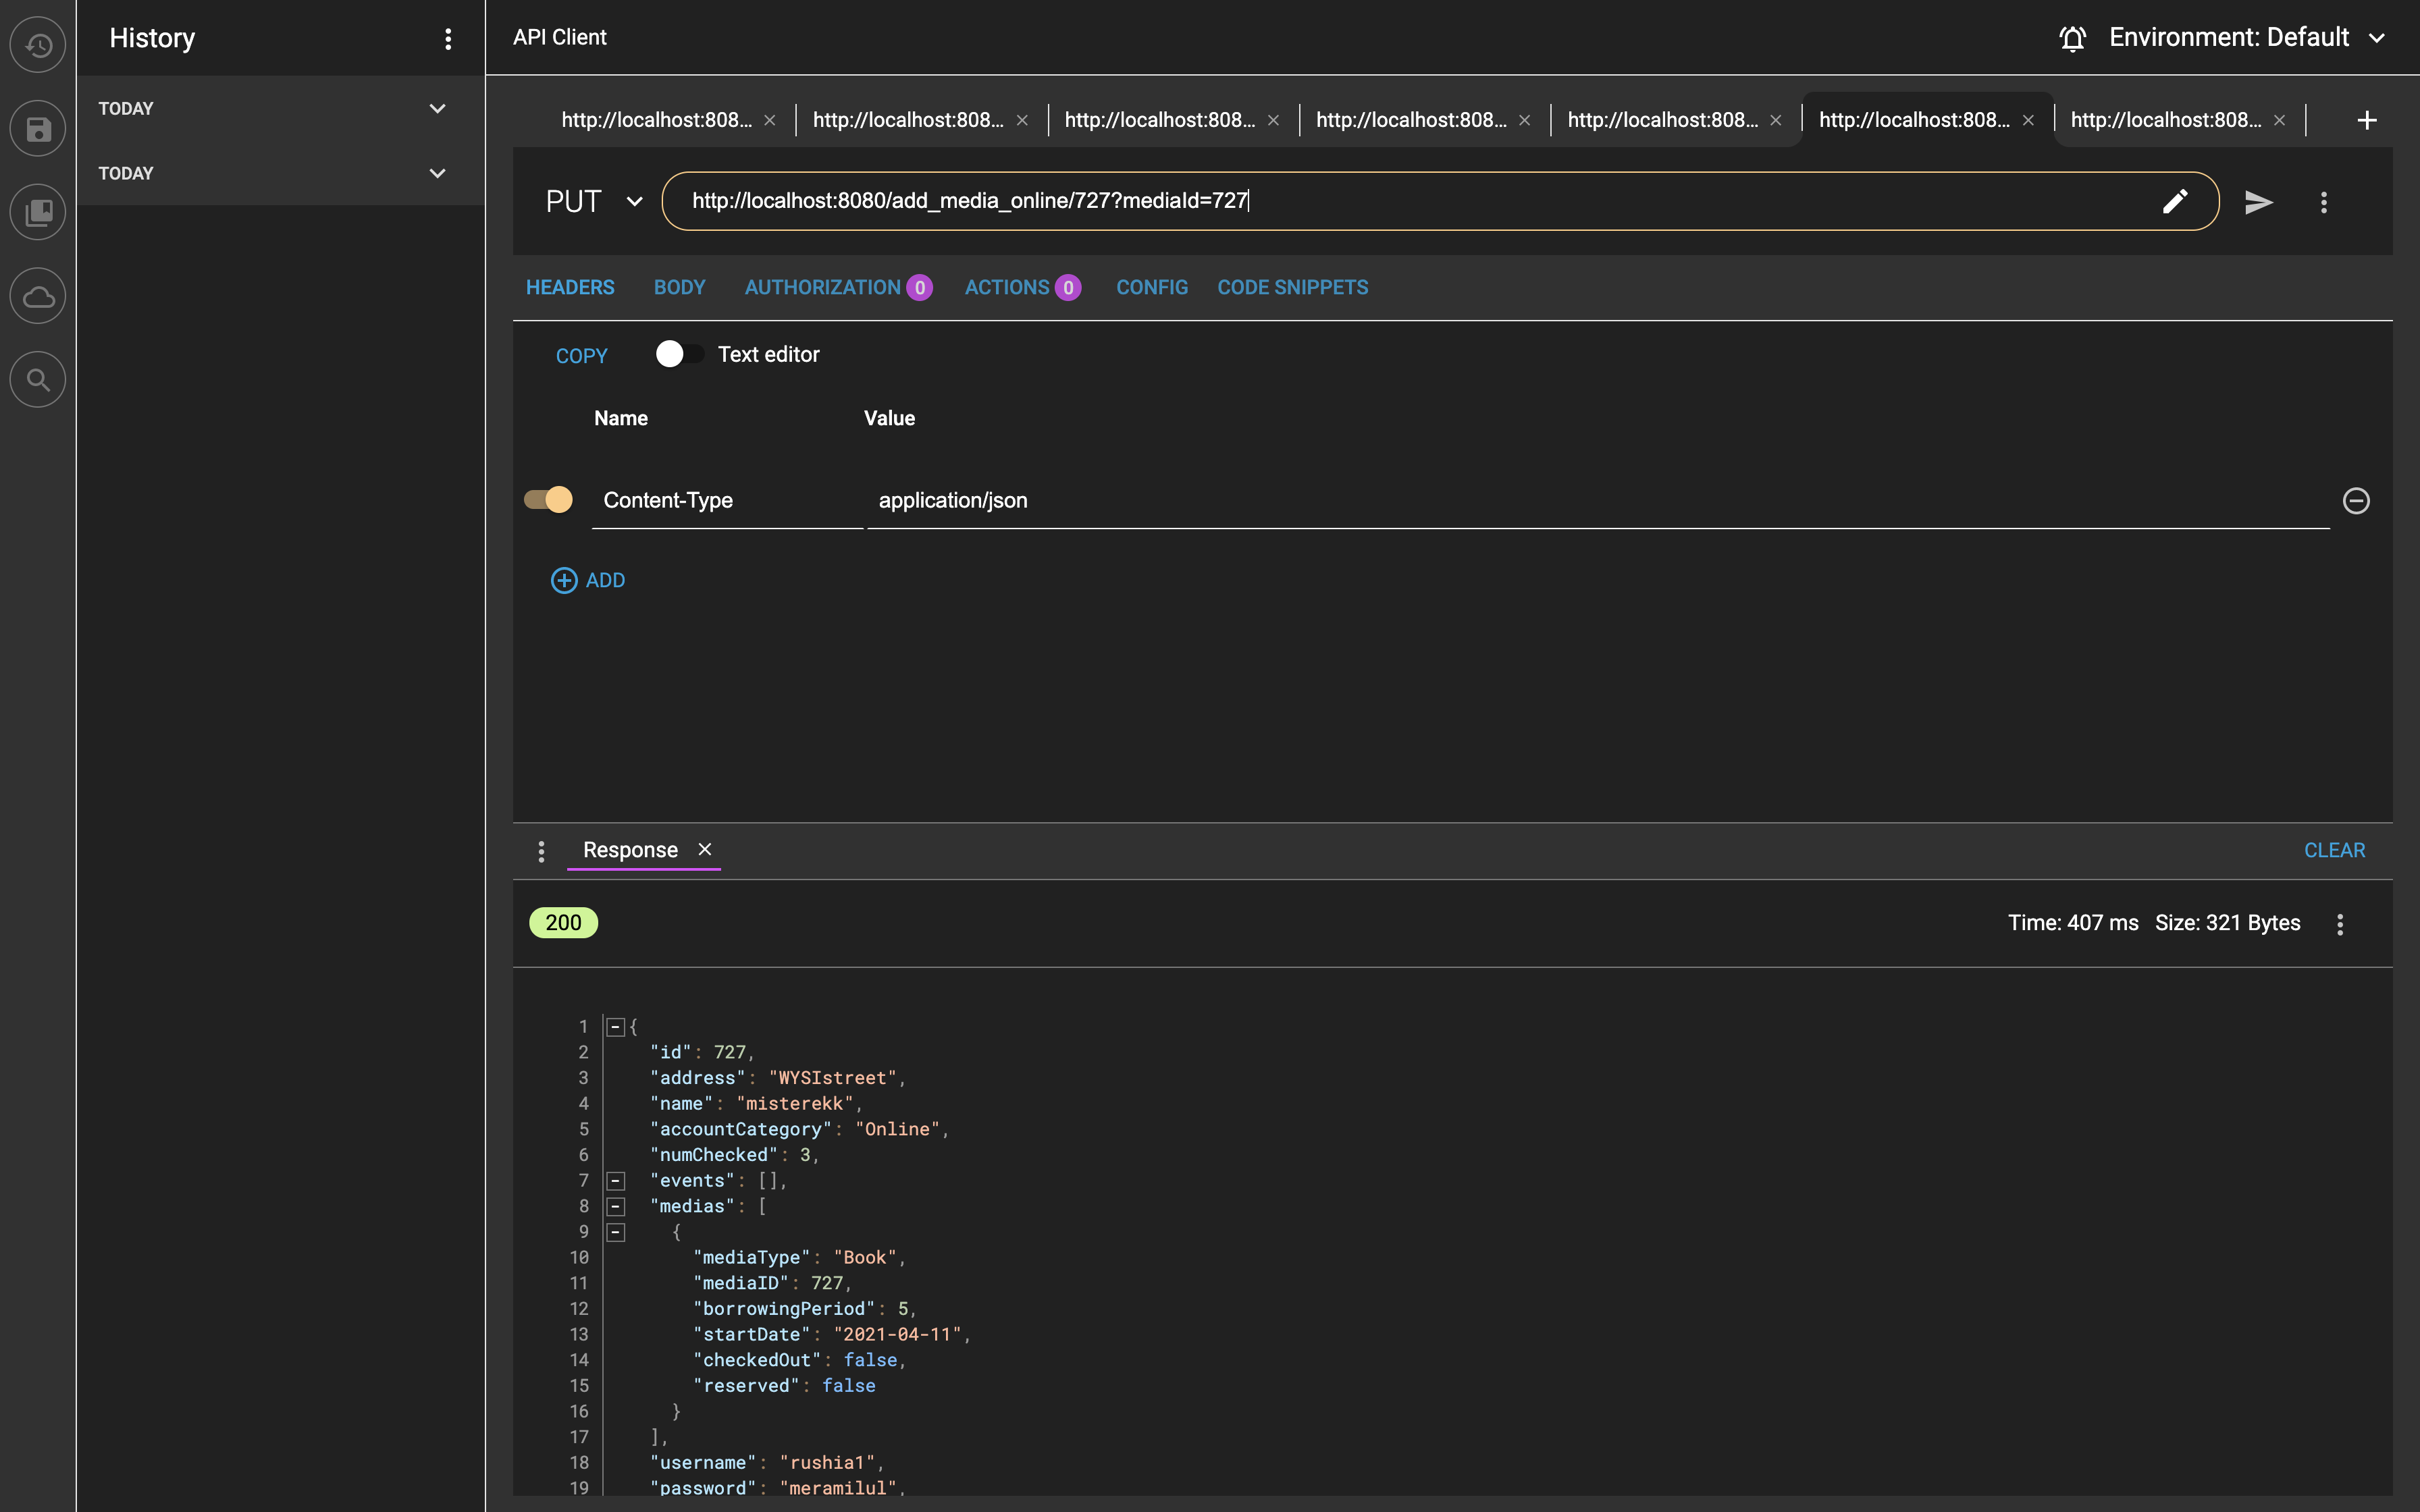 History
TODAY
TODAY
API Client
Environment: Default
http://localhost:808... http://localhost:808... http://localhost:808... http://localhost:808... http://localhost:808... http://localhost:808... http://localhost:808...
PUT http://localhost:8080/add_media_online/727?mediaId=727
HEADERS BODY AUTHORIZATION 0 ACTIONS 0 CONFIG CODE SNIPPETS
COPY Text editor
Name Value
Content-Type application/json
ADD
Response CLEAR
200 Time: 407 ms Size: 321 Bytes
1 {
2 "id": 727,
3 "address": "WYSIstreet",
4 "name": "misterekk",
5 "accountCategory": "Online",
6 "numChecked": 3,
7 "events": [],
8 "medias": [
9 {
10 "mediaType": "Book",
11 "mediaID": 727,
12 "borrowingPeriod": 5,
13 "startDate": "2021-04-11",
14 "checkedOut": false,
15 "reserved": false
16 }
17 ],
18 "username": "rushia1",
19 "password": "meramilul",